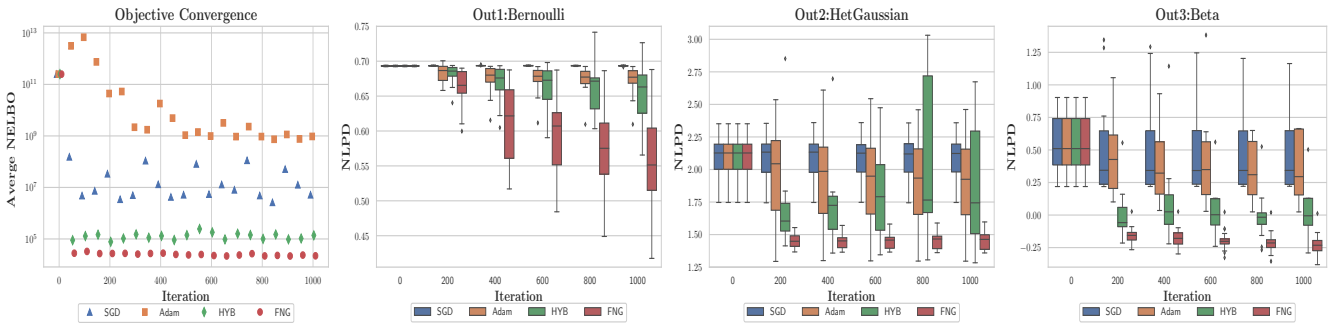 Objective Convergence
Averge NELBO
10^13
10^11
10^9
10^7
10^5
0 200 400 600 800 1000
Iteration
SGD Adam HYB FNG
Out1:Bernoulli
NLPD
0.75
0.70
0.65
0.60
0.55
0.50
0.45
0 200 400 600 800 1000
Iteration
SGD Adam HYB FNG
Out2:HetGaussian
NLPD
3.00
2.75
2.50
2.25
2.00
1.75
1.50
1.25
0 200 400 600 800 1000
Iteration
SGD Adam HYB FNG
Out3:Beta
NLPD
1.25
1.00
0.75
0.50
0.25
0.00
−0.25
0 200 400 600 800 1000
Iteration
SGD Adam HYB FNG